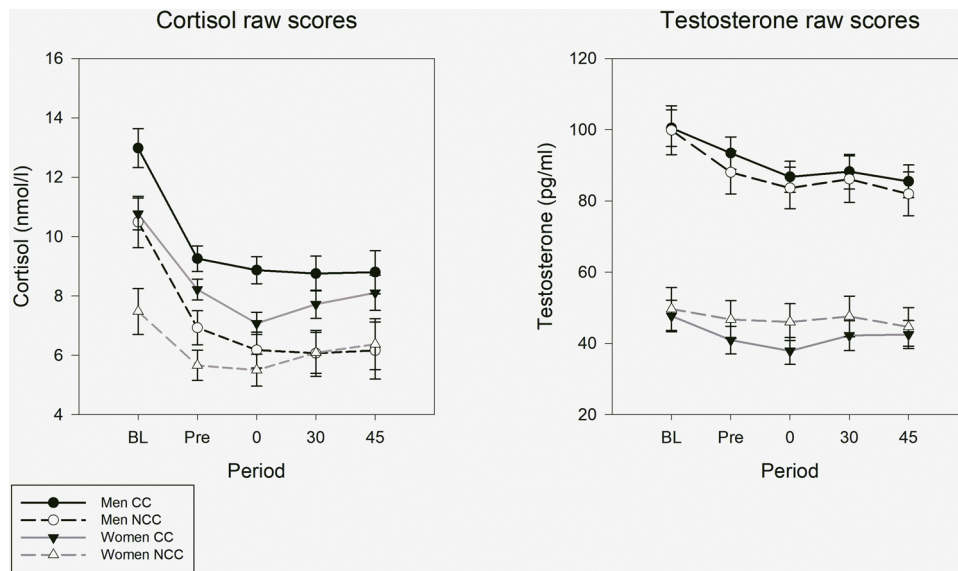 Cortisol raw scores
16
14
12
10
8
6
4
Cortisol (nmol/l)
BL Pre 0 30 45
Period
Testosterone raw scores
120
100
80
60
40
20
Testosterone (pg/ml)
BL Pre 0 30 45
Period
Men CC
Men NCC
Women CC
Women NCC